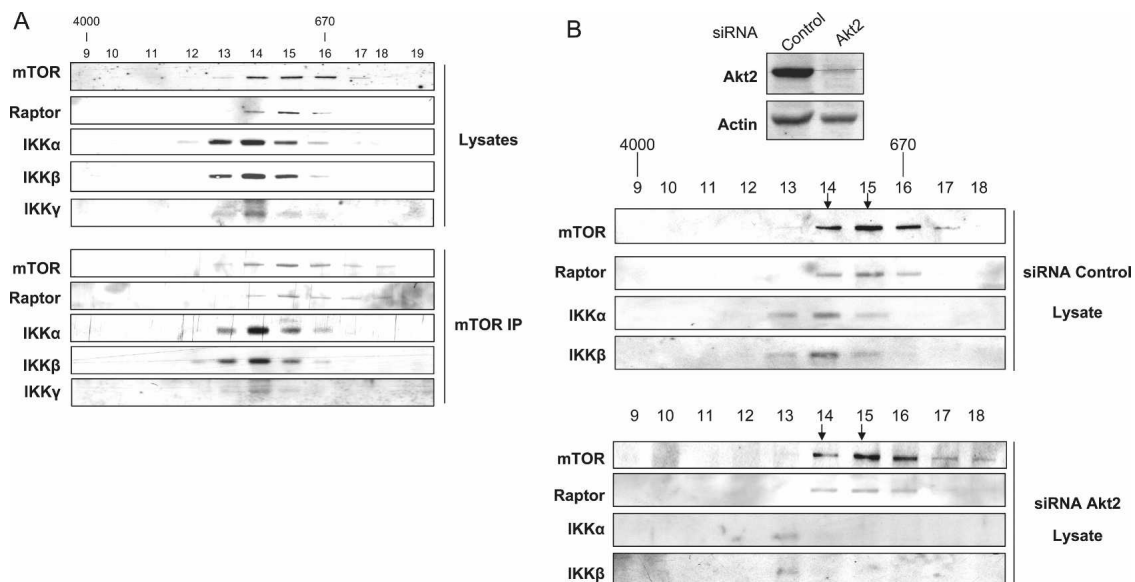 A
4000 670
9 10 11 12 13 14 15 16 17 18 19
mTOR
Raptor
IKKα
IKKβ
IKKγ
Lysates
mTOR
Raptor
IKKα
IKKβ
IKKγ
mTOR IP
B
siRNA Control Akt2
Akt2
Actin
4000 670
9 10 11 12 13 14 15 16 17 18
mTOR
Raptor
IKKα
IKKβ
siRNA Control
Lysate
9 10 11 12 13 14 15 16 17 18
mTOR
Raptor
IKKα
IKKβ
siRNA Akt2
Lysate